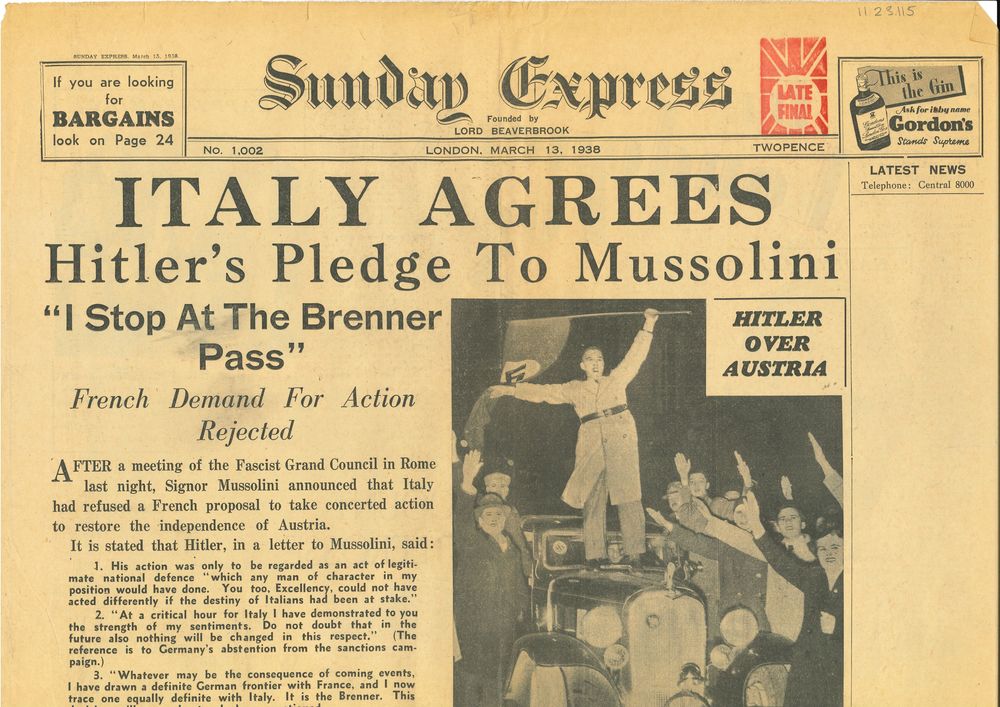 11.23.115
SUNDAY EXPRESS, March 13, 1938.
If you are looking
for
BARGAINS
look on Page 24
Sunday Express
Founded by
LORD BEAVERBROOK
LATE
FINAL
This is
the Gin
Ask for it by name
Gordon's
Stands Supreme
No. 1,002
LONDON, MARCH 13, 1938
TWOPENCE
LATEST NEWS
Telephone: Central 8000
ITALY AGREES
Hitler's Pledge To Mussolini
"I Stop At The Brenner
Pass"
French Demand For Action
Rejected
HITLER
OVER
AUSTRIA
AFTER a meeting of the Fascist Grand Council in Rome
last night, Signor Mussolini announced that Italy
had refused a French proposal to take concerted action
to restore the independence of Austria.
It is stated that Hitler, in a letter to Mussolini, said:
1. His action was only to be regarded as an act of legiti-
mate national defence "which any man of character in my
position would have done. You too, Excellency, could not have
acted differently if the destiny of Italians had been at stake."
2. "At a critical hour for Italy I have demonstrated to you
the strength of my sentiments. Do not doubt that in the
future also nothing will be changed in this respect." (The
reference is to Germany's abstention from the sanctions cam-
paign.)
3. "Whatever may be the consequence of coming events,
I have drawn a definite German frontier with France, and I now
trace one equally definite with Italy. It is the Brenner. This